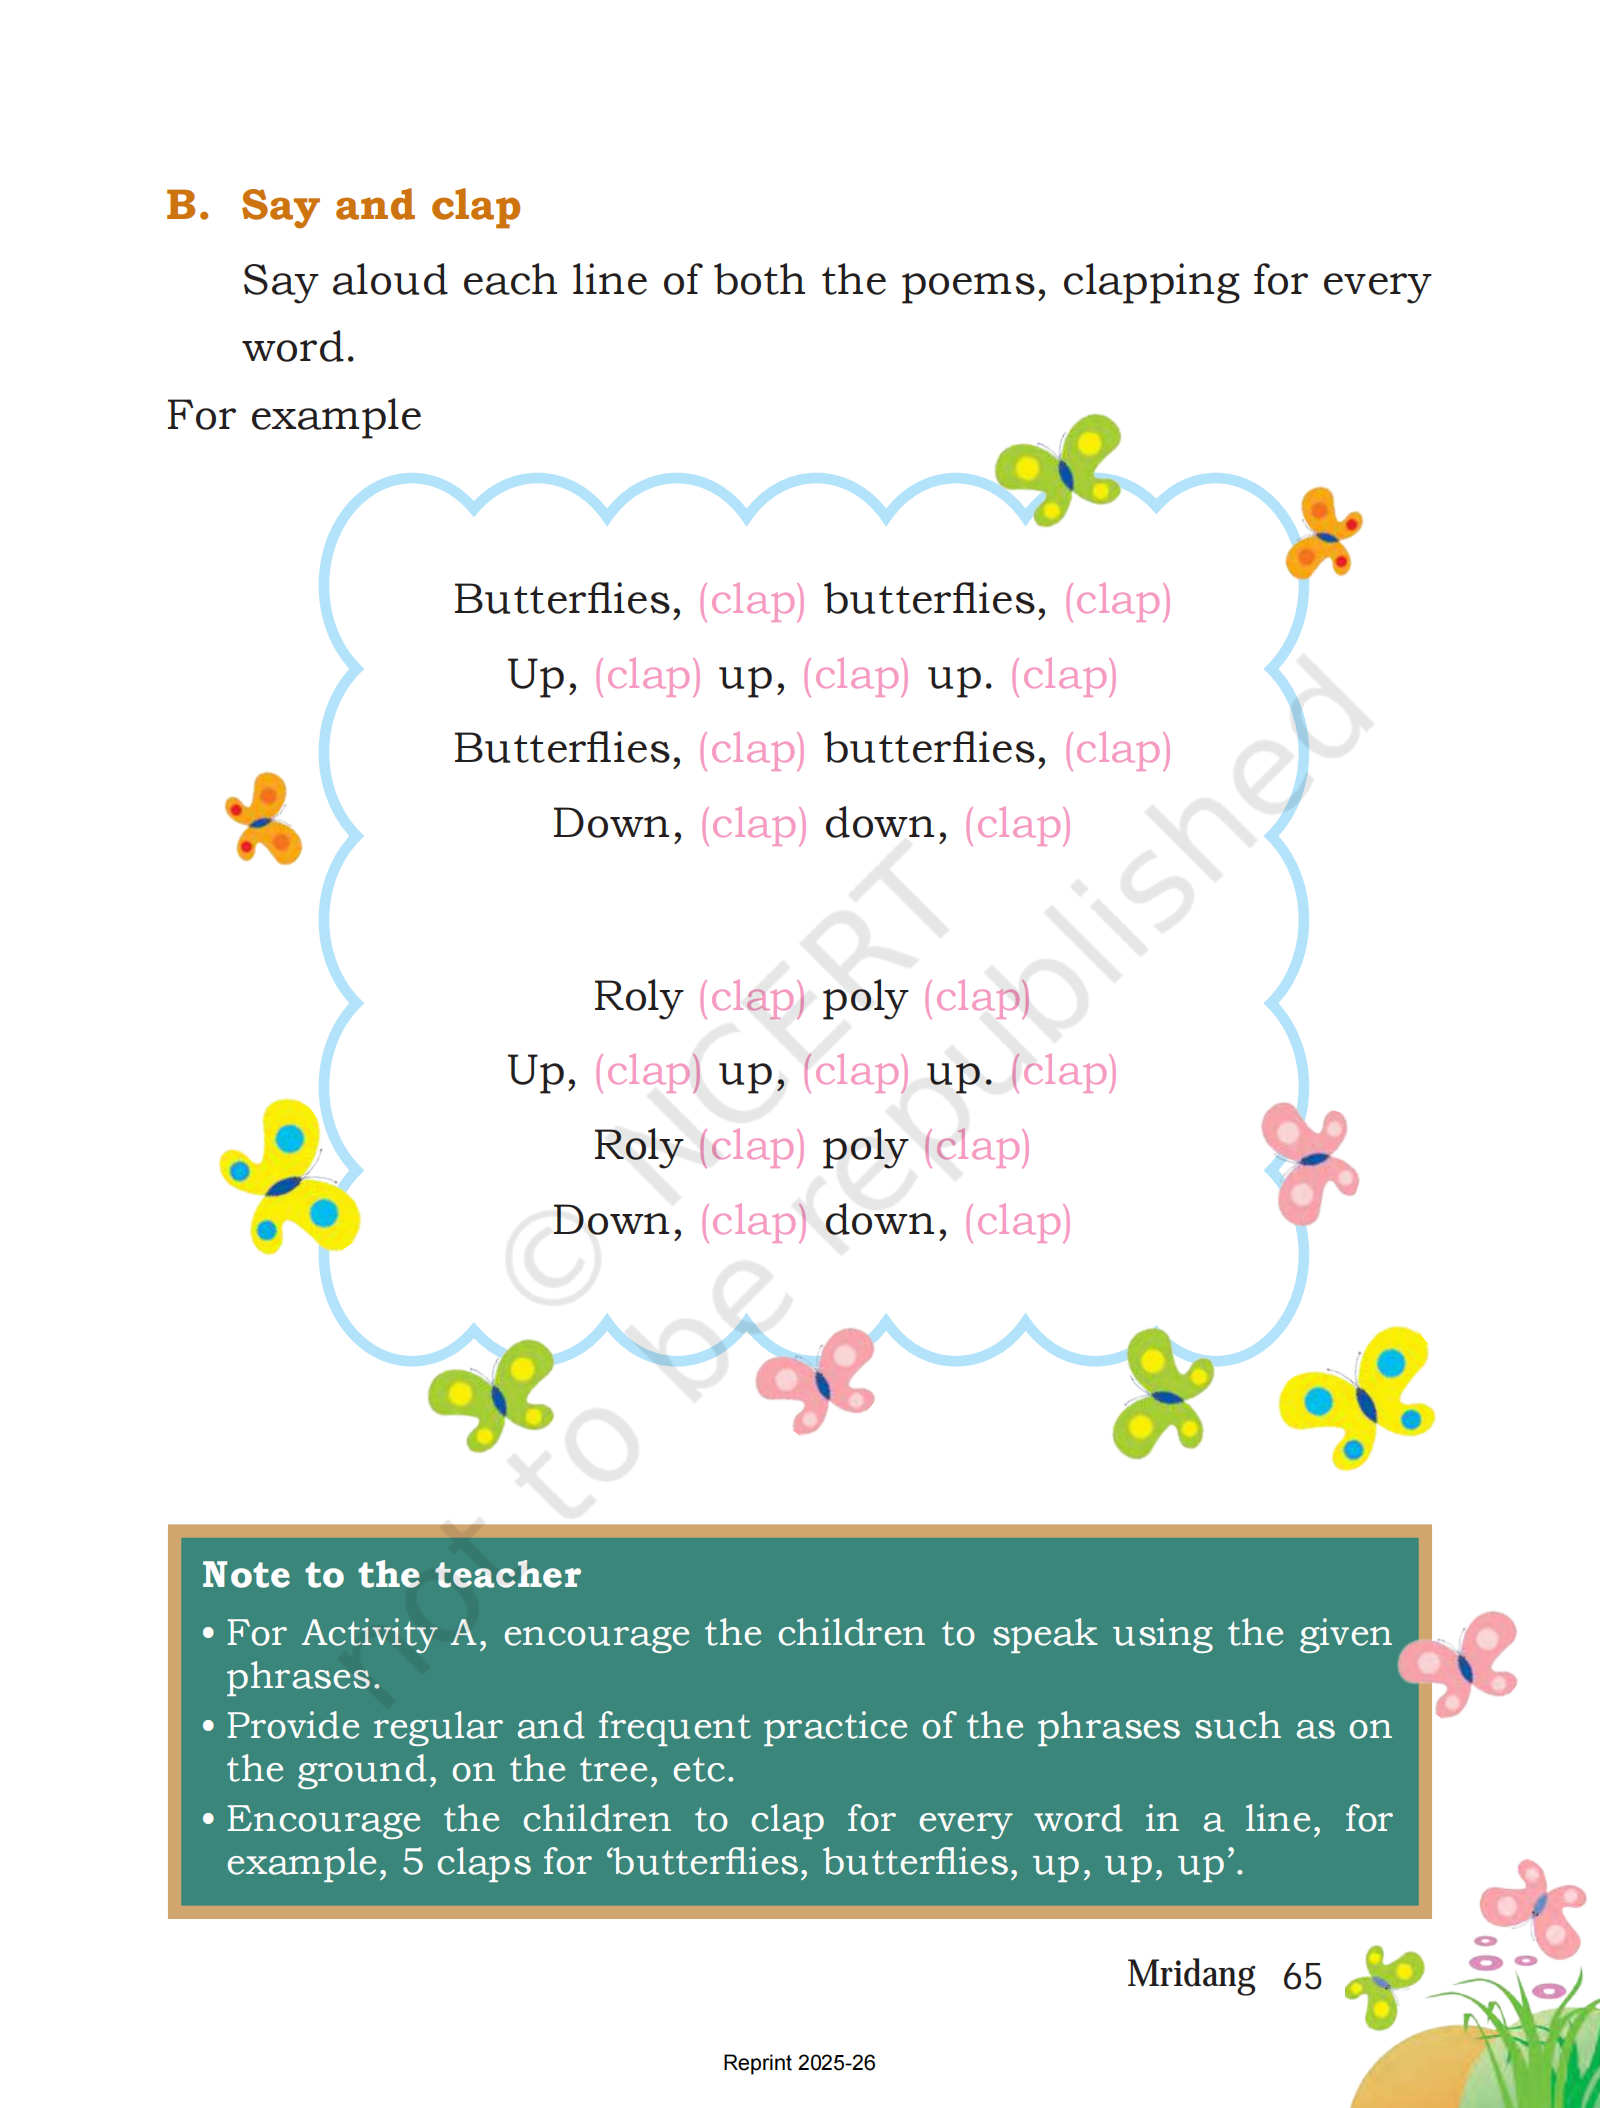 B. Say and clap
Say aloud each line of both the poems, clapping for every
word.
For example
Butterflies, (clap) butterflies, (clap)
Up, (clap) up, (clap) up. (clap)
Butterflies, (clap) butterflies, (clap)
Down, (clap) down, (clap)
Roly (clap) poly (clap)
Up, (clap) up, (clap) up. (clap)
Roly (clap) poly (clap)
Down, (clap) down, (clap)
© NCERT
not to be republished
Note to the teacher
• For Activity A, encourage the children to speak using the given
phrases.
• Provide regular and frequent practice of the phrases such as on
the ground, on the tree, etc.
• Encourage the children to clap for every word in a line, for
example, 5 claps for ‘butterflies, butterflies, up, up, up’.
Mridang 65
Reprint 2025-26